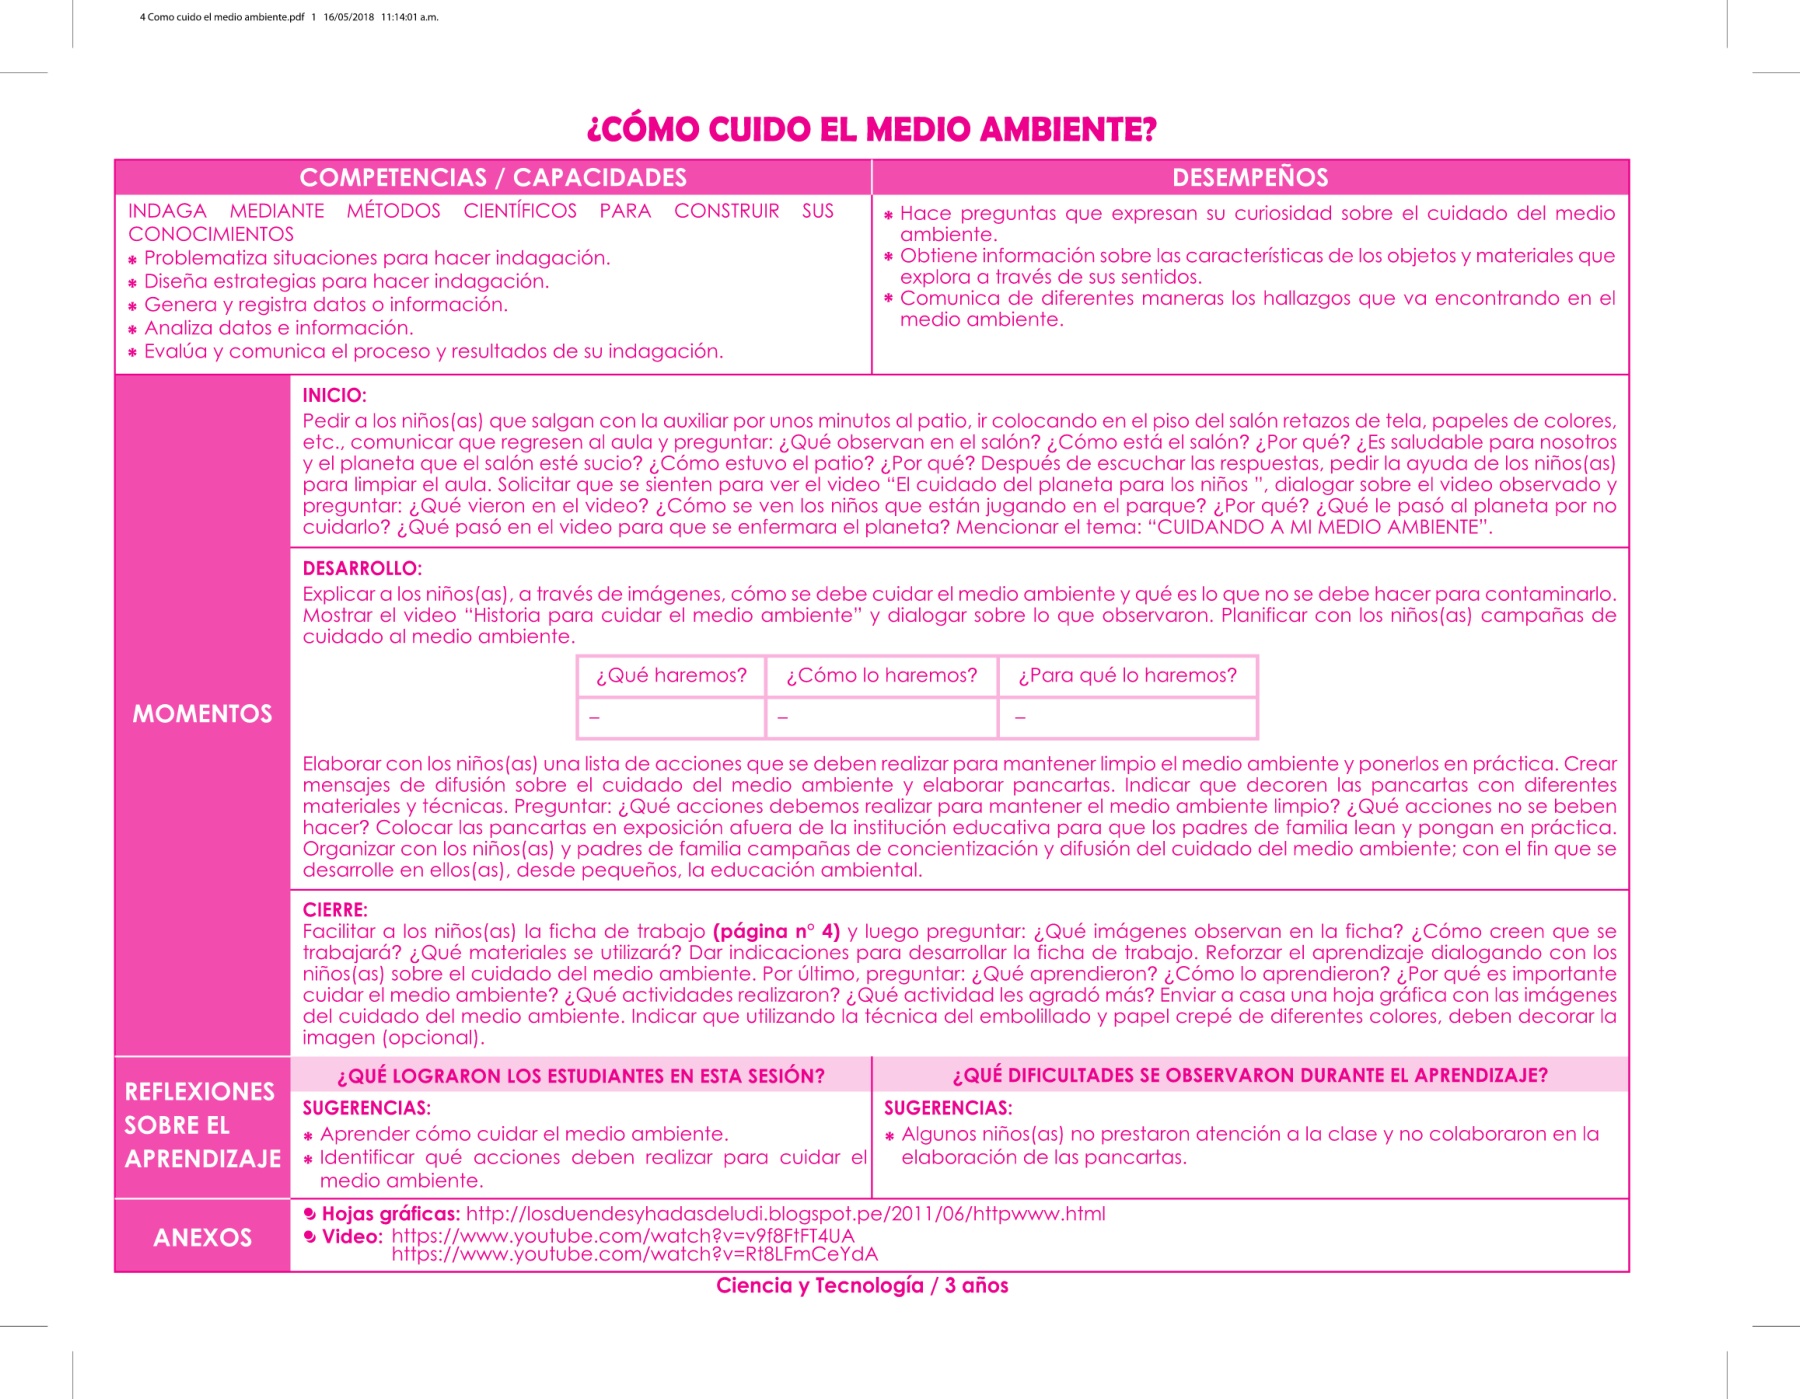 4 Como cuido el medio ambiente.pdf 1 16/05/2018 11:14:01 a.m.
¿CÓMO CUIDO EL MEDIO AMBIENTE?
COMPETENCIAS / CAPACIDADES
DESEMPEÑOS
INDAGA MEDIANTE MÉTODOS CIENTÍFICOS PARA CONSTRUIR SUS
CONOCIMIENTOS
* Problematiza situaciones para hacer indagación.
* Diseña estrategias para hacer indagación.
* Genera y registra datos o información.
* Analiza datos e información.
* Evalúa y comunica el proceso y resultados de su indagación.
* Hace preguntas que expresan su curiosidad sobre el cuidado del medio
ambiente.
* Obtiene información sobre las características de los objetos y materiales que
explora a través de sus sentidos.
* Comunica de diferentes maneras los hallazgos que va encontrando en el
medio ambiente.
MOMENTOS
INICIO:
Pedir a los niños(as) que salgan con la auxiliar por unos minutos al patio, ir colocando en el piso del salón retazos de tela, papeles de colores,
etc., comunicar que regresen al aula y preguntar: ¿Qué observan en el salón? ¿Cómo está el salón? ¿Por qué? ¿Es saludable para nosotros
y el planeta que el salón esté sucio? ¿Cómo estuvo el patio? ¿Por qué? Después de escuchar las respuestas, pedir la ayuda de los niños(as)
para limpiar el aula. Solicitar que se sienten para ver el video “El cuidado del planeta para los niños ”, dialogar sobre el video observado y
preguntar: ¿Qué vieron en el video? ¿Cómo se ven los niños que están jugando en el parque? ¿Por qué? ¿Qué le pasó al planeta por no
cuidarlo? ¿Qué pasó en el video para que se enfermara el planeta? Mencionar el tema: “CUIDANDO A MI MEDIO AMBIENTE”.
DESARROLLO:
Explicar a los niños(as), a través de imágenes, cómo se debe cuidar el medio ambiente y qué es lo que no se debe hacer para contaminarlo.
Mostrar el video “Historia para cuidar el medio ambiente” y dialogar sobre lo que observaron. Planificar con los niños(as) campañas de
cuidado al medio ambiente.
¿Qué haremos? ¿Cómo lo haremos? ¿Para qué lo haremos?
– – –
Elaborar con los niños(as) una lista de acciones que se deben realizar para mantener limpio el medio ambiente y ponerlos en práctica. Crear
mensajes de difusión sobre el cuidado del medio ambiente y elaborar pancartas. Indicar que decoren las pancartas con diferentes
materiales y técnicas. Preguntar: ¿Qué acciones debemos realizar para mantener el medio ambiente limpio? ¿Qué acciones no se beben
hacer? Colocar las pancartas en exposición afuera de la institución educativa para que los padres de familia lean y pongan en práctica.
Organizar con los niños(as) y padres de familia campañas de concientización y difusión del cuidado del medio ambiente; con el fin que se
desarrolle en ellos(as), desde pequeños, la educación ambiental.
CIERRE:
Facilitar a los niños(as) la ficha de trabajo (página n° 4) y luego preguntar: ¿Qué imágenes observan en la ficha? ¿Cómo creen que se
trabajará? ¿Qué materiales se utilizará? Dar indicaciones para desarrollar la ficha de trabajo. Reforzar el aprendizaje dialogando con los
niños(as) sobre el cuidado del medio ambiente. Por último, preguntar: ¿Qué aprendieron? ¿Cómo lo aprendieron? ¿Por qué es importante
cuidar el medio ambiente? ¿Qué actividades realizaron? ¿Qué actividad les agradó más? Enviar a casa una hoja gráfica con las imágenes
del cuidado del medio ambiente. Indicar que utilizando la técnica del embolillado y papel crepé de diferentes colores, deben decorar la
imagen (opcional).
REFLEXIONES
SOBRE EL
APRENDIZAJE
¿QUÉ LOGRARON LOS ESTUDIANTES EN ESTA SESIÓN?
SUGERENCIAS:
* Aprender cómo cuidar el medio ambiente.
* Identificar qué acciones deben realizar para cuidar el
medio ambiente.
¿QUÉ DIFICULTADES SE OBSERVARON DURANTE EL APRENDIZAJE?
SUGERENCIAS:
* Algunos niños(as) no prestaron atención a la clase y no colaboraron en la
elaboración de las pancartas.
ANEXOS
Hojas gráficas: http://losduendesyhadasdeludi.blogspot.pe/2011/06/httpwww.html
Video: https://www.youtube.com/watch?v=v9f8FtFT4UA
https://www.youtube.com/watch?v=Rt8LFmCeYdA
Ciencia y Tecnología / 3 años